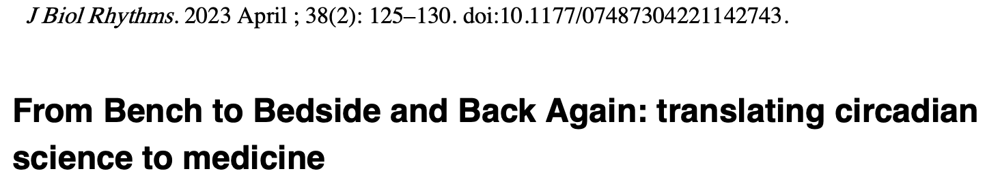 J Biol Rhythms. 2023 April ; 38(2): 125–130. doi:10.1177/07487304221142743.
From Bench to Bedside and Back Again: translating circadian
science to medicine